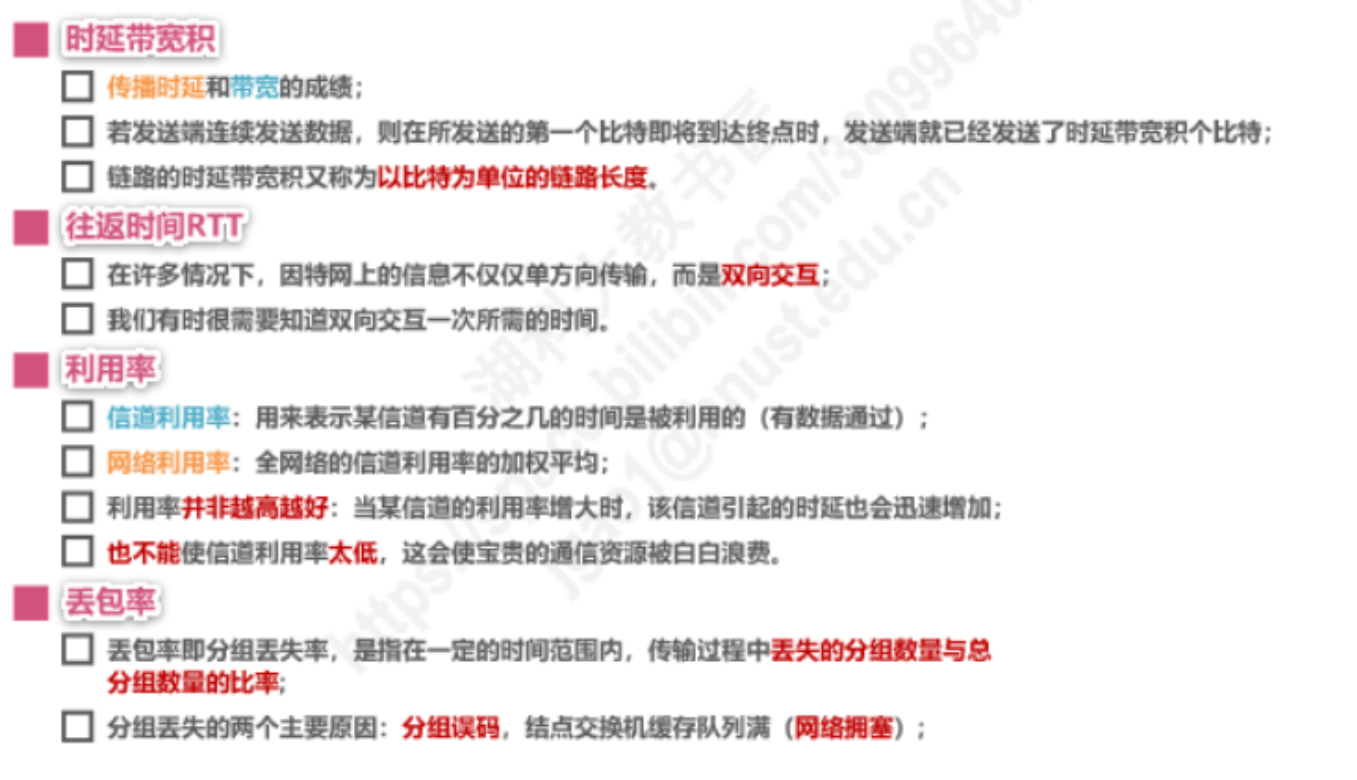 时延带宽积
传播时延和带宽的成绩；
若发送端连续发送数据，则在所发送的第一个比特即将到达终点时，发送端就已经发送了时延带宽积个比特；
链路的时延带宽积又称为以比特为单位的链路长度。
往返时间RTT
在许多情况下，因特网上的信息不仅仅单方向传输，而是双向交互；
我们有时很需要知道双向交互一次所需的时间。
利用率
信道利用率：用来表示某信道有百分之几的时间是被利用的（有数据通过）；
网络利用率：全网络的信道利用率的加权平均；
利用率并非越高越好：当某信道的利用率增大时，该信道引起的时延也会迅速增加；
也不能使信道利用率太低，这会使宝贵的通信资源被白白浪费。
丢包率
丢包率即分组丢失率，是指在一定的时间范围内，传输过程中丢失的分组数量与总
分组数量的比率;
分组丢失的两个主要原因：分组误码，结点交换机缓存队列满（网络拥塞）；